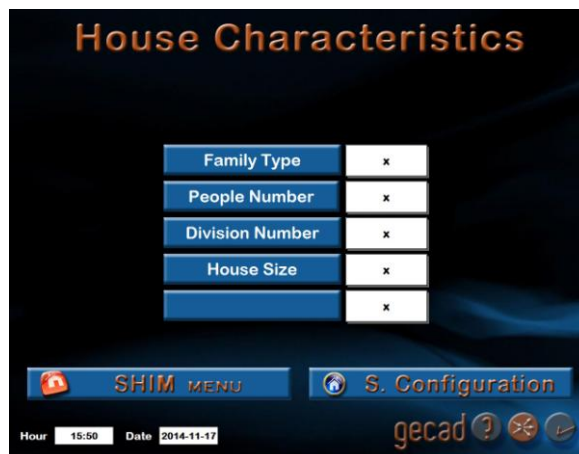 House Characteristics
Family Type x
People Number x
Division Number x
House Size x
x
SHIM MENU S. Configuration
Hour 15:50 Date 2014-11-17 gecad ?